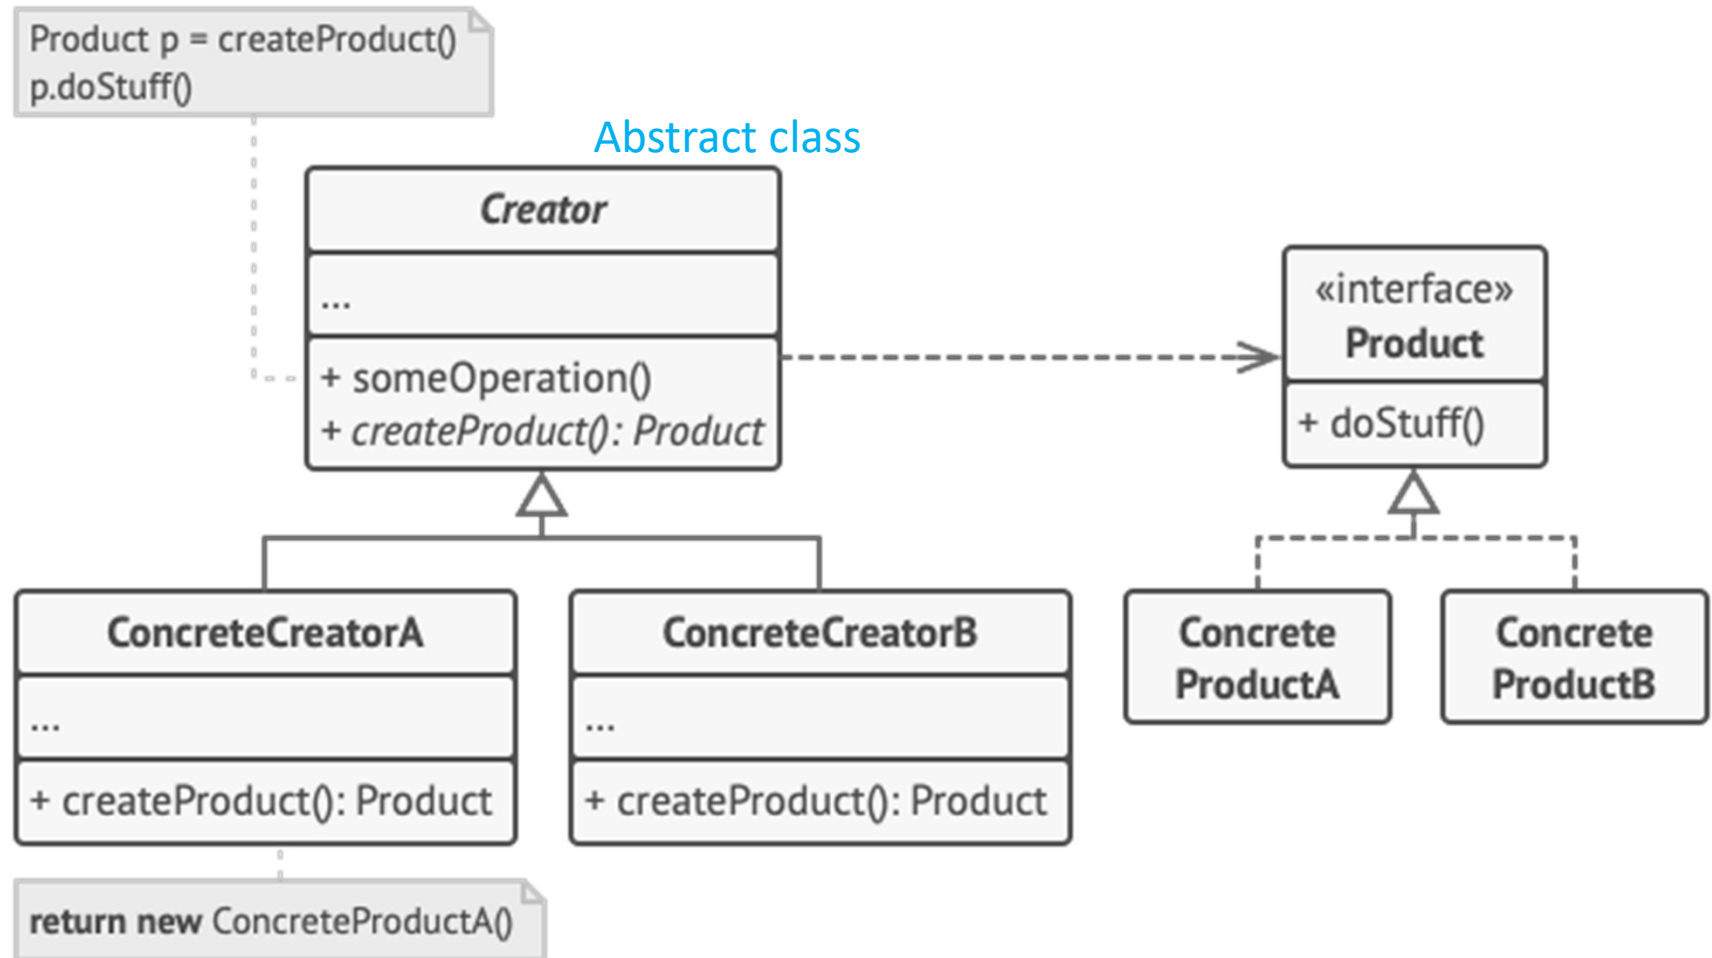 Product p = createProduct()
p.doStuff()
Abstract class
Creator
...
+ someOperation()
+ createProduct(): Product
«interface»
Product
+ doStuff()
ConcreteCreatorA
...
+ createProduct(): Product
ConcreteCreatorB
...
+ createProduct(): Product
Concrete
ProductA
Concrete
ProductB
return new ConcreteProductA()